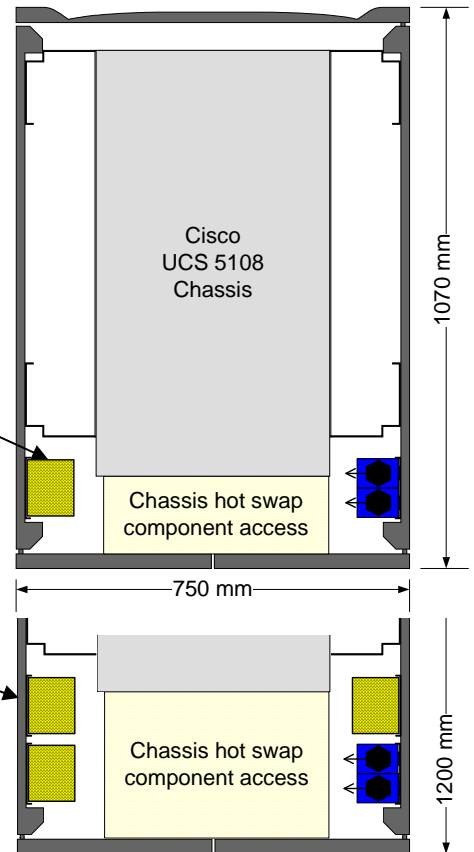 Cisco
UCS 5108
Chassis
1070 mm
Chassis hot swap
component access
750 mm
Chassis hot swap
component access
1200 mm